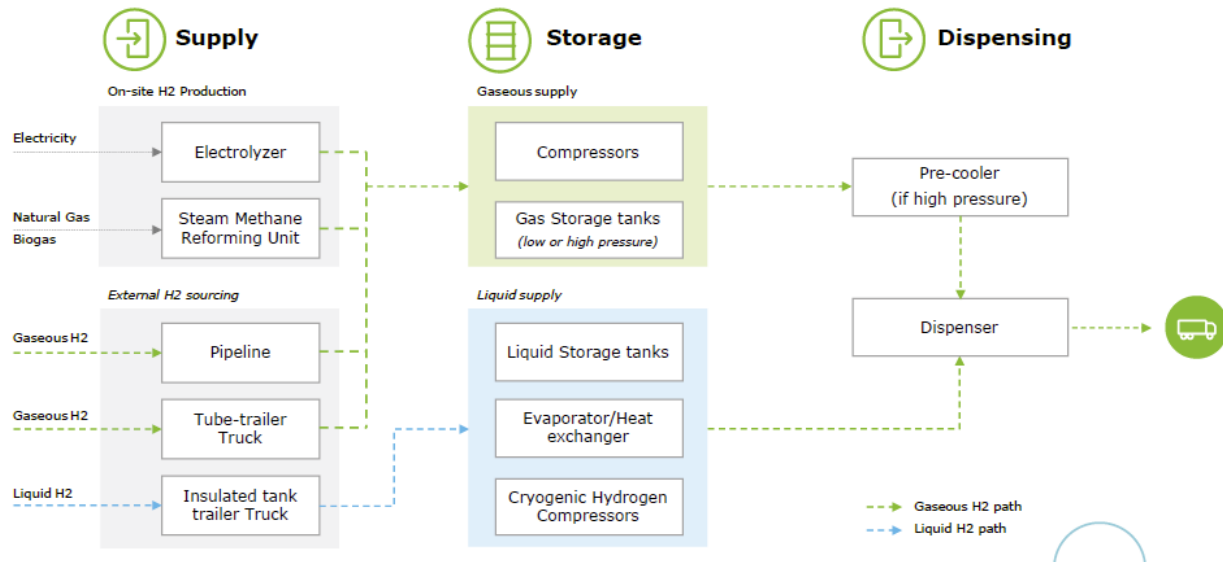 Supply
Storage
Dispensing
On-site H2 Production
Gaseous supply
Electricity
Electrolyzer
Compressors
Pre-cooler
(if high pressure)
Natural Gas
Biogas
Steam Methane
Reforming Unit
Gas Storage tanks
(low or high pressure)
External H2 sourcing
Liquid supply
Gaseous H2
Pipeline
Liquid Storage tanks
Dispenser
Gaseous H2
Tube-trailer
Truck
Evaporator/Heat
exchanger
Liquid H2
Insulated tank
trailer Truck
Cryogenic Hydrogen
Compressors
Gaseous H2 path
Liquid H2 path